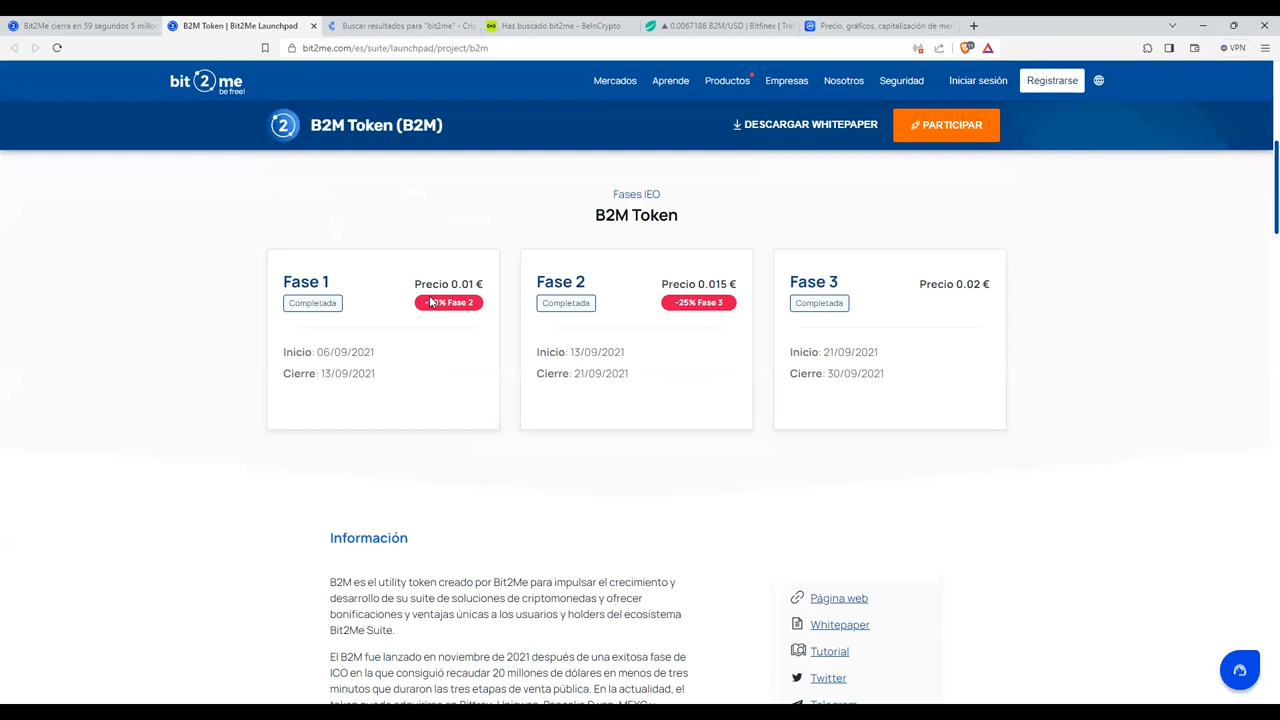 Bit2Me cierra en 59 segundos 5 millo
B2M Token | Bit2Me Launchpad
Buscar resultados para "bit2me" - Crip
Has buscado bit2me - BeInCrypto
▲ 0.0067186 B2M/USD | Bitfinex | Tra
Precio, gráficos, capitalización de mer
bit2me.com/es/suite/launchpad/project/b2m
VPN
bit2me
be free!
Mercados
Aprende
Productos
Empresas
Nosotros
Seguridad
Iniciar sesión
Registrarse
B2M Token (B2M)
DESCARGAR WHITEPAPER
PARTICIPAR
Fases IEO
B2M Token
Fase 1
Precio 0.01 €
Completada
Fase 2
Inicio: 06/09/2021
Cierre: 13/09/2021
Fase 2
Precio 0.015 €
Completada
-25% Fase 3
Inicio: 13/09/2021
Cierre: 21/09/2021
Fase 3
Precio 0.02 €
Completada
Inicio: 21/09/2021
Cierre: 30/09/2021
Información
B2M es el utility token creado por Bit2Me para impulsar el crecimiento y
desarrollo de su suite de soluciones de criptomonedas y ofrecer
bonificaciones y ventajas únicas a los usuarios y holders del ecosistema
Bit2Me Suite.
El B2M fue lanzado en noviembre de 2021 después de una exitosa fase de
ICO en la que consiguió recaudar 20 millones de dólares en menos de tres
minutos que duraron las tres etapas de venta pública. En la actualidad, el
Página web
Whitepaper
Tutorial
Twitter
Telegram